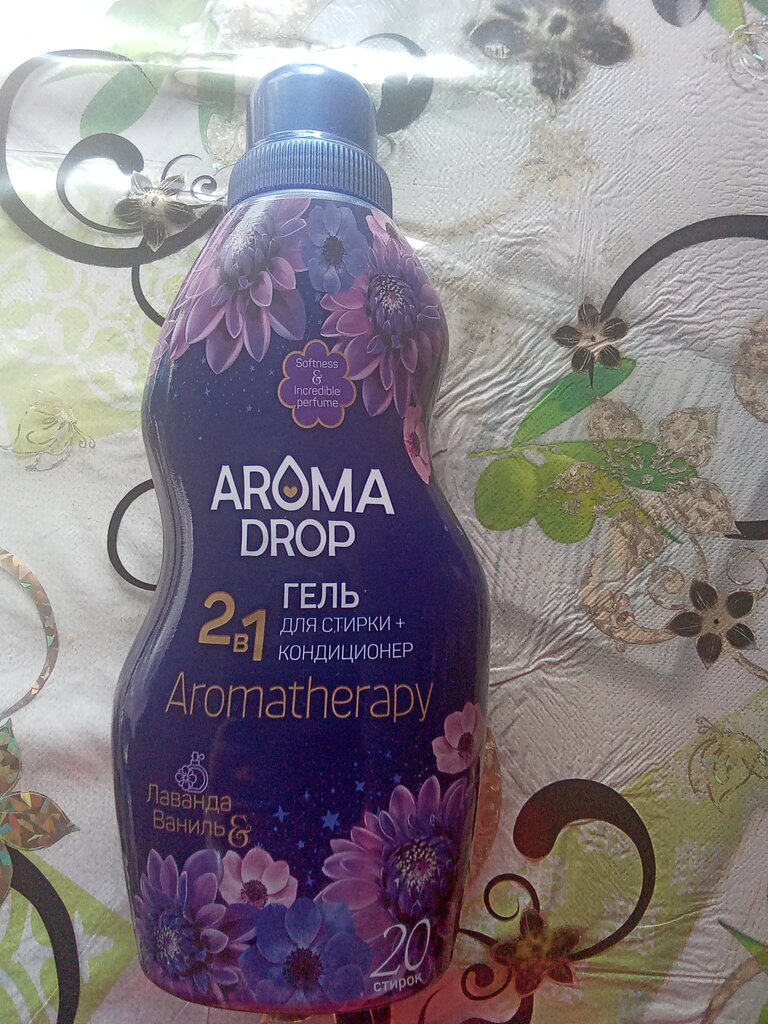 Softness
&
Incredible
perfume
AROMA
DROP
2в1
ГЕЛЬ
ДЛЯ СТИРКИ +
КОНДИЦИОНЕР
Aromatherapy
Лаванда
Ваниль &
20
стирок